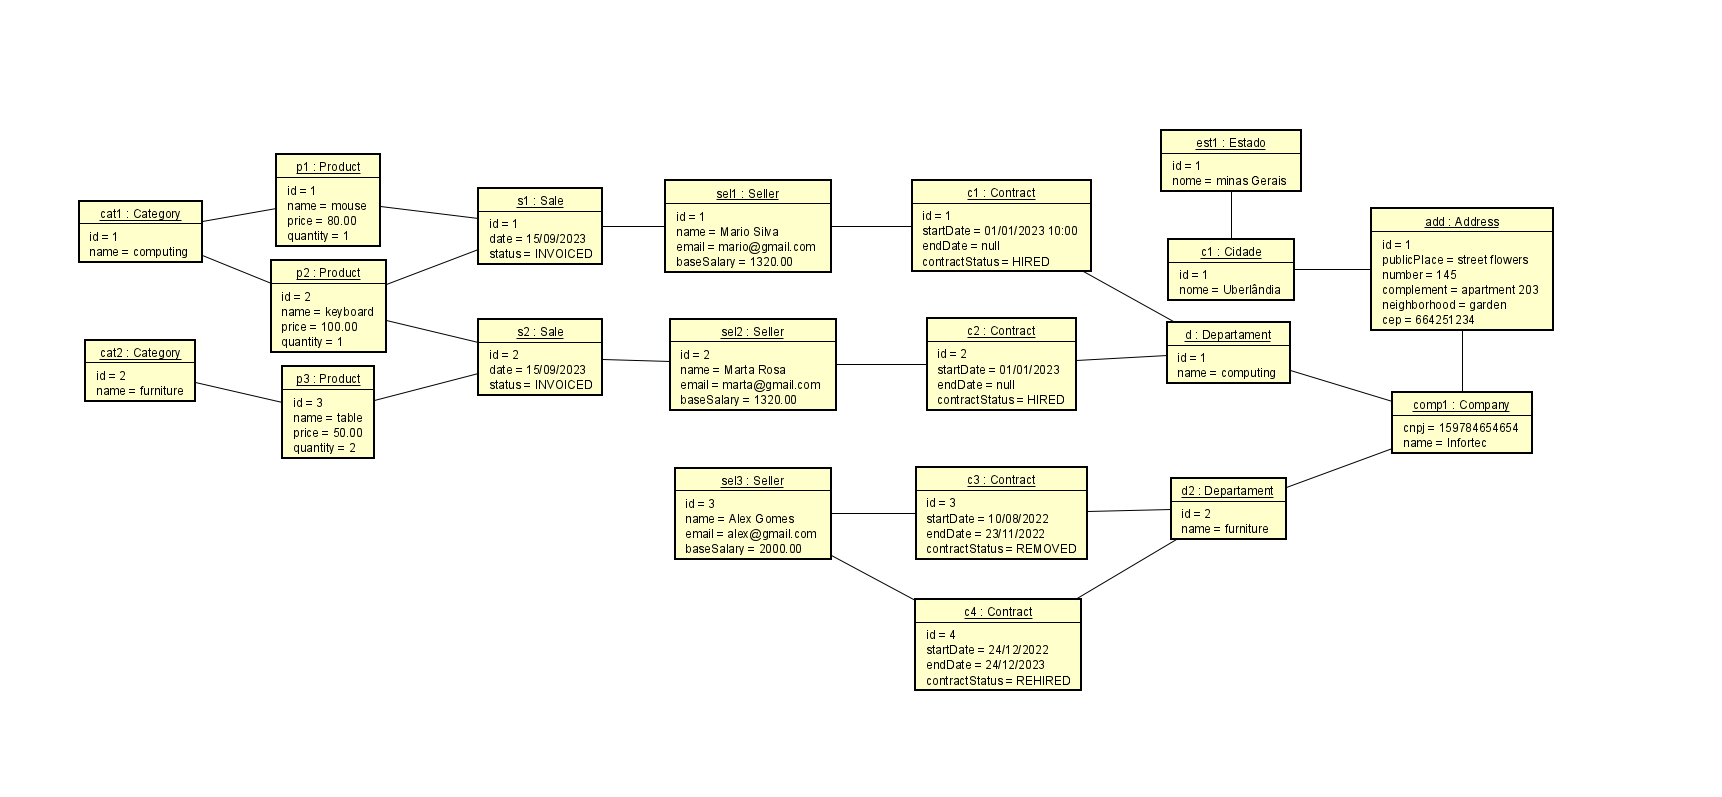 cat1 : Category
id = 1
name = computing
cat2 : Category
id = 2
name = furniture
p1 : Product
id = 1
name = mouse
price = 80.00
quantity = 1
p2 : Product
id = 2
name = keyboard
price = 100.00
quantity = 1
p3 : Product
id = 3
name = table
price = 50.00
quantity = 2
s1 : Sale
id = 1
date = 15/09/2023
status = INVOICED
s2 : Sale
id = 2
date = 15/09/2023
status = INVOICED
sel1 : Seller
id = 1
name = Mario Silva
email = mario@gmail.com
baseSalary = 1320.00
sel2 : Seller
id = 2
name = Marta Rosa
email = marta@gmail.com
baseSalary = 1320.00
sel3 : Seller
id = 3
name = Alex Gomes
email = alex@gmail.com
baseSalary = 2000.00
c1 : Contract
id = 1
startDate = 01/01/2023 10:00
endDate = null
contractStatus = HIRED
c2 : Contract
id = 2
startDate = 01/01/2023
endDate = null
contractStatus = HIRED
c3 : Contract
id = 3
startDate = 10/08/2022
endDate = 23/11/2022
contractStatus = REMOVED
c4 : Contract
id = 4
startDate = 24/12/2022
endDate = 24/12/2023
contractStatus = REHIRED
est1 : Estado
id = 1
nome = minas Gerais
c1 : Cidade
id = 1
nome = Uberlândia
d : Departament
id = 1
name = computing
d2 : Departament
id = 2
name = furniture
add : Address
id = 1
publicPlace = street flowers
number = 145
complement = apartment 203
neighborhood = garden
cep = 664251234
comp1 : Company
cnpj = 159784654654
name = Infortec